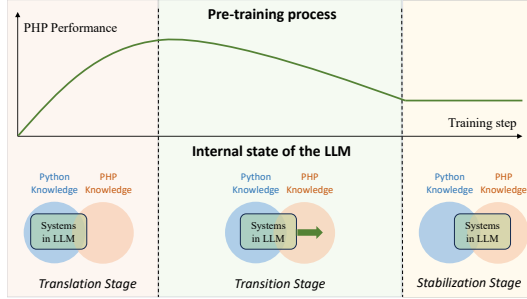 Pre-training process
PHP Performance
Training step
Internal state of the LLM
Python
Knowledge
PHP
Knowledge
Systems
in LLM
Translation Stage
Python
Knowledge
PHP
Knowledge
Systems
in LLM
Transition Stage
Python
Knowledge
PHP
Knowledge
Systems
in LLM
Stabilization Stage